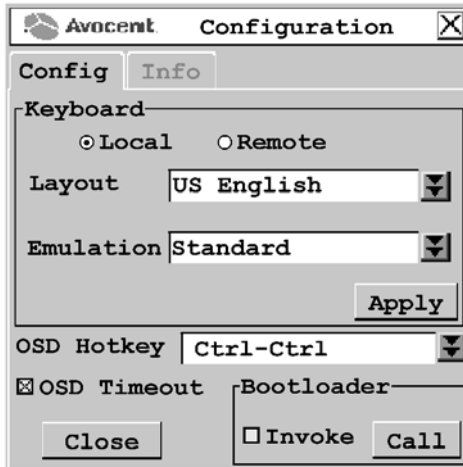 Avocent. Configuration
Config Info
Keyboard
Local Remote
Layout US English
Emulation Standard
Apply
OSD Hotkey Ctrl-Ctrl
OSD Timeout Bootloader
Close Invoke Call